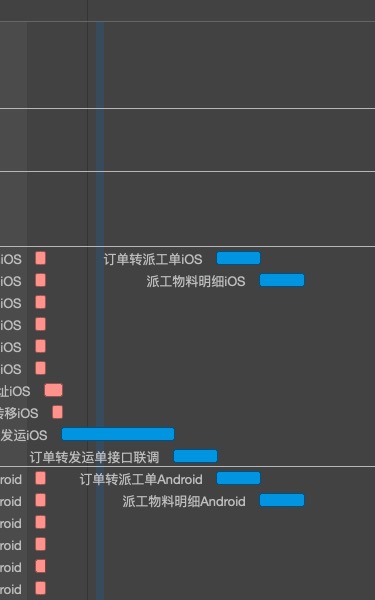 iOS
订单转派工单iOS
iOS
派工物料明细iOS
iOS
iOS
iOS
iOS
址iOS
转移iOS
发运iOS
订单转发运单接口联调
roid
订单转派工单Android
roid
派工物料明细Android
roid
roid
roid
roid